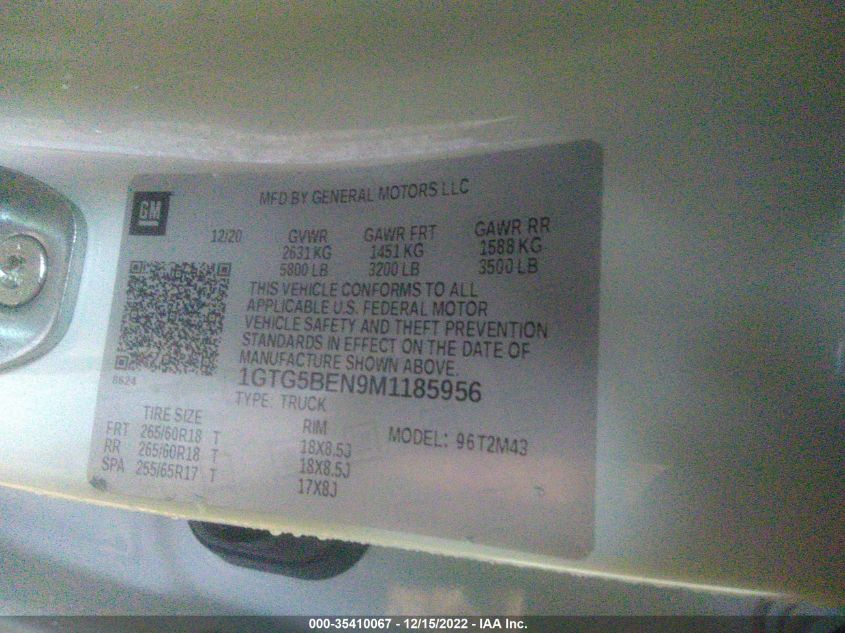 GM
MFD BY GENERAL MOTORS LLC
12/20 GVWR GAWR FRT GAWR RR
2631 KG 1451 KG 1588 KG
5800 LB 3200 LB 3500 LB
THIS VEHICLE CONFORMS TO ALL
APPLICABLE U.S. FEDERAL MOTOR
VEHICLE SAFETY AND THEFT PREVENTION
STANDARDS IN EFFECT ON THE DATE OF
MANUFACTURE SHOWN ABOVE.
8624
1GTG5BEN9M1185956
TYPE: TRUCK
TIRE SIZE RIM MODEL: 96T2M43
FRT 265/60R18 T 18X8.5J
RR 265/60R18 T 18X8.5J
SPA 255/65R17 T 17X8J
000-35410067 - 12/15/2022 - IAA Inc.